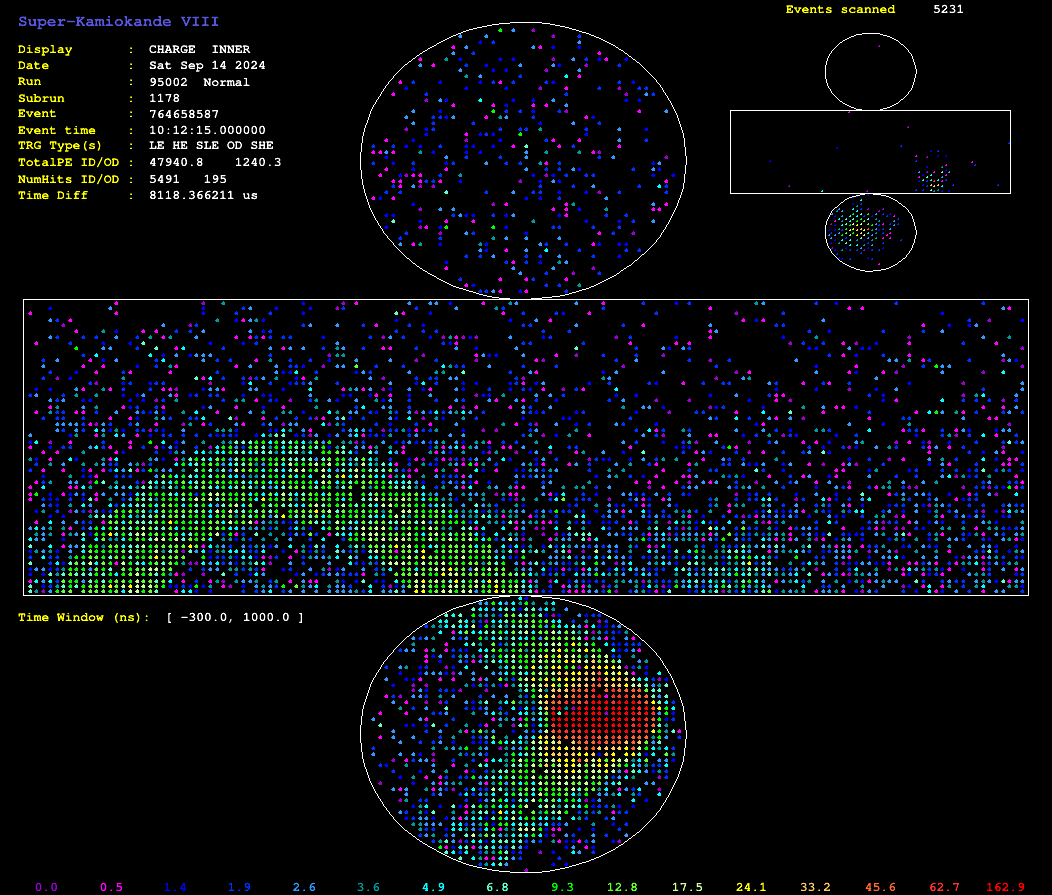 Super-Kamiokande VIII
Events scanned 5231
Display : CHARGE INNER
Date : Sat Sep 14 2024
Run : 95002 Normal
Subrun : 1178
Event : 764658587
Event time : 10:12:15.000000
TRG Type(s) : LE HE SLE OD SHE
TotalPE ID/OD : 47940.8 1240.3
NumHits ID/OD : 5491 195
Time Diff : 8118.366211 us
Time Window (ns): [ -300.0, 1000.0 ]
0.0 0.5 1.4 1.9 2.6 3.6 4.9 6.8 9.3 12.8 17.5 24.1 33.2 45.6 62.7 162.9